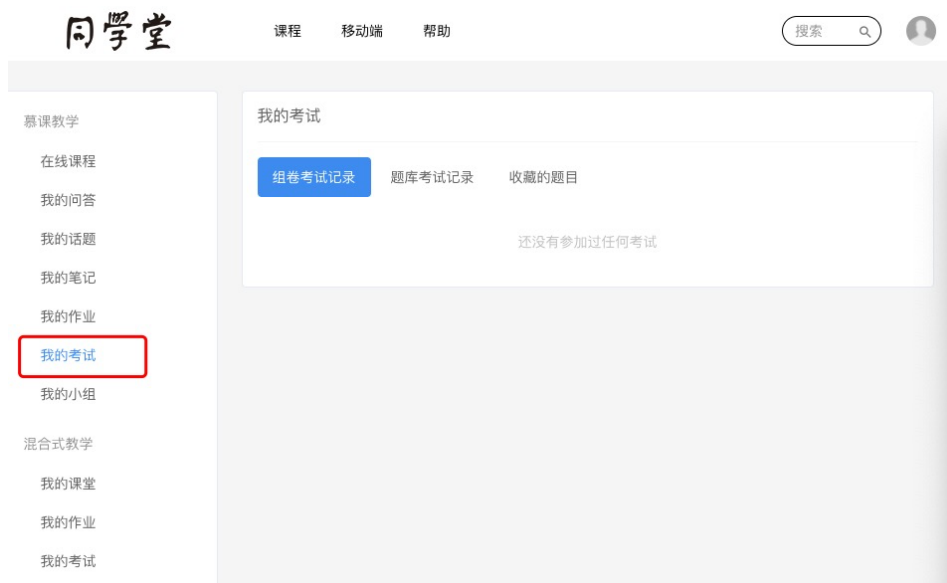 同學堂 课程 移动端 帮助 搜索
慕课教学
在线课程
我的问答
我的话题
我的笔记
我的作业
我的考试
我的小组
混合式教学
我的课堂
我的作业
我的考试
我的考试
组卷考试记录 题库考试记录 收藏的题目
还没有参加过任何考试